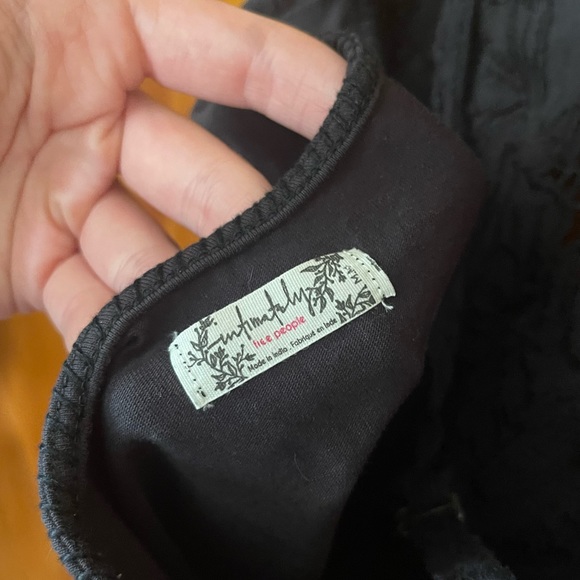 intimately
free people
Made in India . Fabriqué en Inde